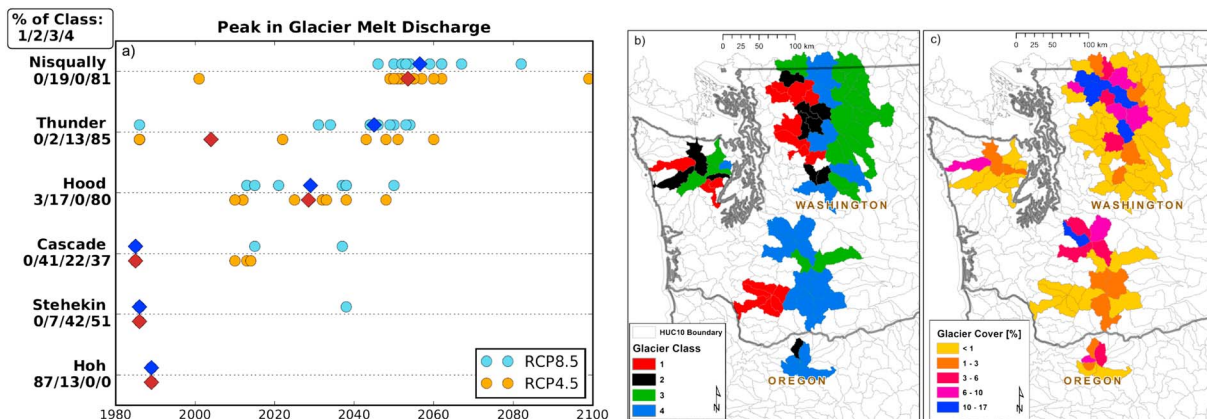 % of Class:
1/2/3/4
Peak in Glacier Melt Discharge
a)
Nisqually
0/19/0/81
Thunder
0/2/13/85
Hood
3/17/0/80
Cascade
0/41/22/37
Stehekin
0/7/42/51
Hoh
87/13/0/0
RCP8.5
RCP4.5
1980 2000 2020 2040 2060 2080 2100
b)
0 25 50 100 km
WASHINGTON
OREGON
HUC10 Boundary
Glacier Class
1
2
3
4
N
c)
0 25 50 100 km
WASHINGTON
OREGON
Glacier Cover [%]
< 1
1 - 3
3 - 6
6 - 10
10 - 17
N